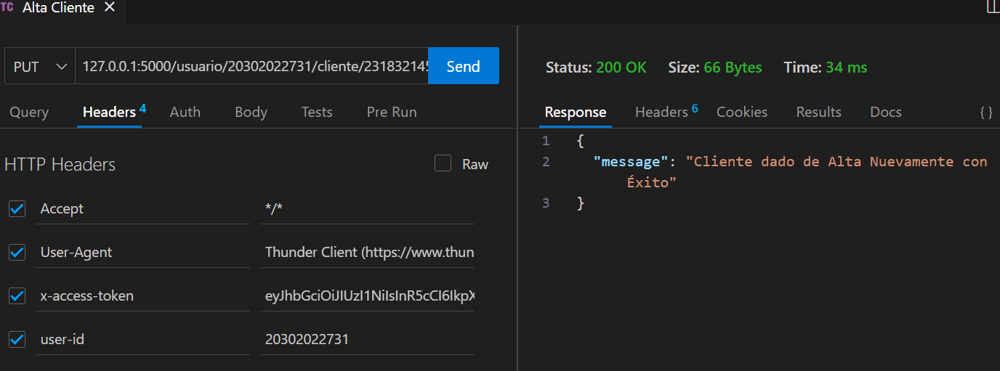 TC Alta Cliente
PUT 127.0.0.1:5000/usuario/20302022731/cliente/231832145 Send
Status: 200 OK Size: 66 Bytes Time: 34 ms
Query Headers 4 Auth Body Tests Pre Run
Response Headers 6 Cookies Results Docs { }
HTTP Headers Raw
Accept */*
User-Agent Thunder Client (https://www.thun
x-access-token eyJhbGciOiJIUzI1NiIsInR5cCI6IkpX
user-id 20302022731
1 {
2 "message": "Cliente dado de Alta Nuevamente con
Éxito"
3 }